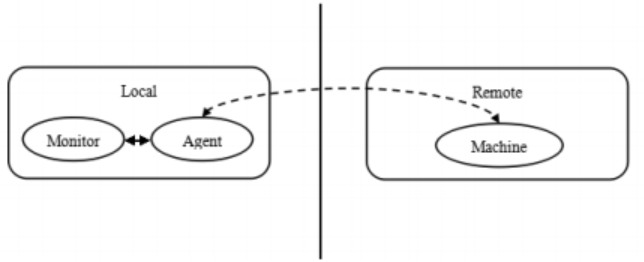 Local
Remote
Monitor
Agent
Machine